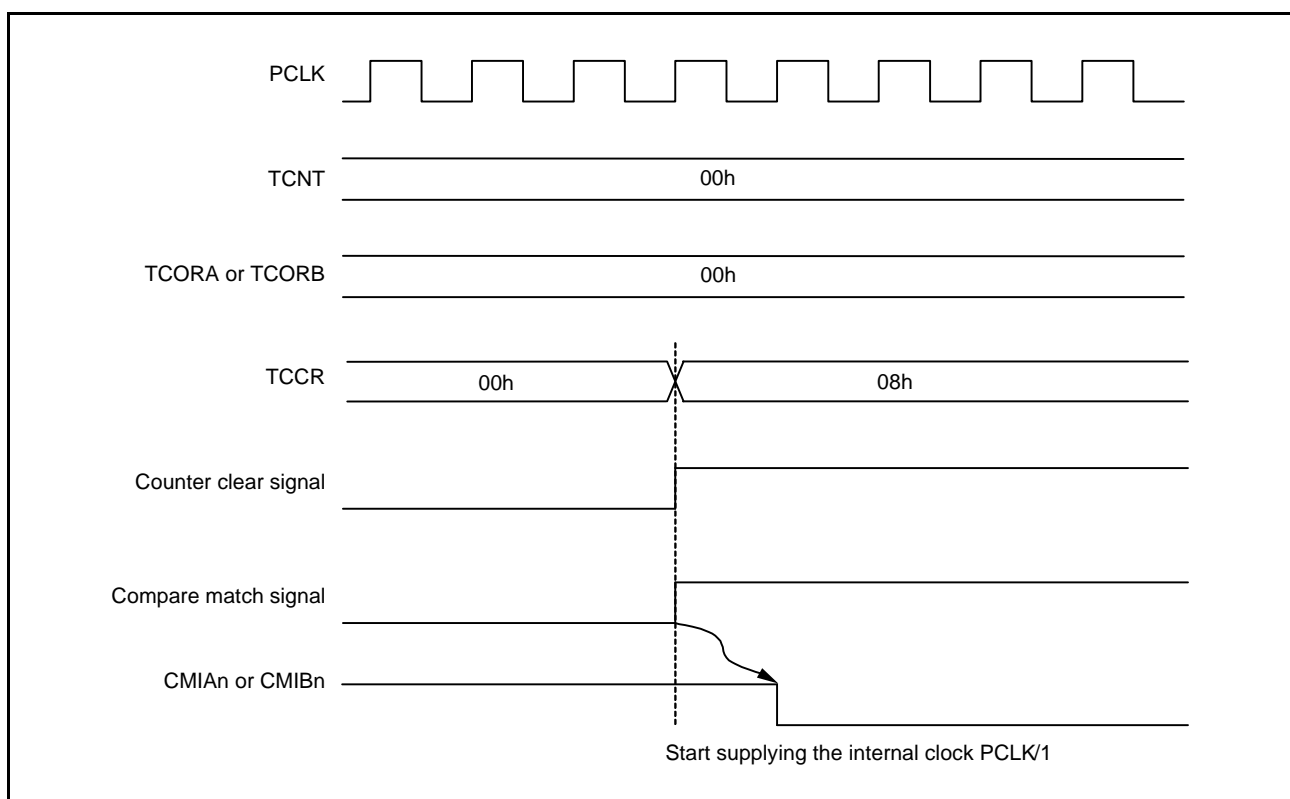 PCLK
TCNT
00h
TCORA or TCORB
00h
TCCR
00h
08h
Counter clear signal
Compare match signal
CMIAn or CMIBn
Start supplying the internal clock PCLK/1